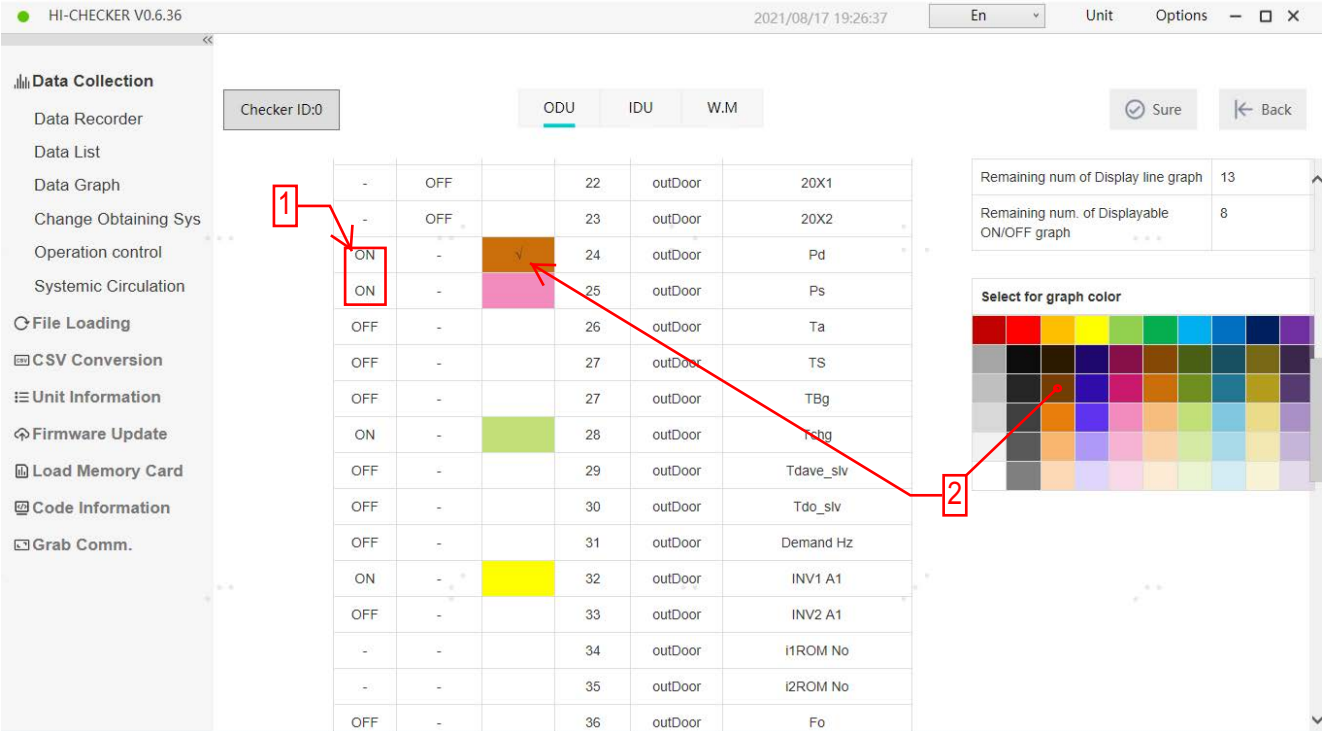 HI-CHECKER V0.6.36
2021/08/17 19:26:37
En
Unit
Options
Data Collection
Data Recorder
Data List
Data Graph
Change Obtaining Sys
Operation control
Systemic Circulation
File Loading
CSV Conversion
Unit Information
Firmware Update
Load Memory Card
Code Information
Grab Comm.
Checker ID:0
ODU IDU W.M
Sure
Back
- OFF 22 outDoor 20X1
- OFF 23 outDoor 20X2
ON - √ 24 outDoor Pd
ON - 25 outDoor Ps
OFF - 26 outDoor Ta
OFF - 27 outDoor TS
OFF - 27 outDoor TBg
ON - 28 outDoor Tchg
OFF - 29 outDoor Tdave_slv
OFF - 30 outDoor Tdo_slv
OFF - 31 outDoor Demand Hz
ON - 32 outDoor INV1 A1
OFF - 33 outDoor INV2 A1
- - 34 outDoor i1ROM No
- - 35 outDoor i2ROM No
OFF - 36 outDoor Fo
1
2
Remaining num of Display line graph 13
Remaining num. of Displayable 8
ON/OFF graph
Select for graph color